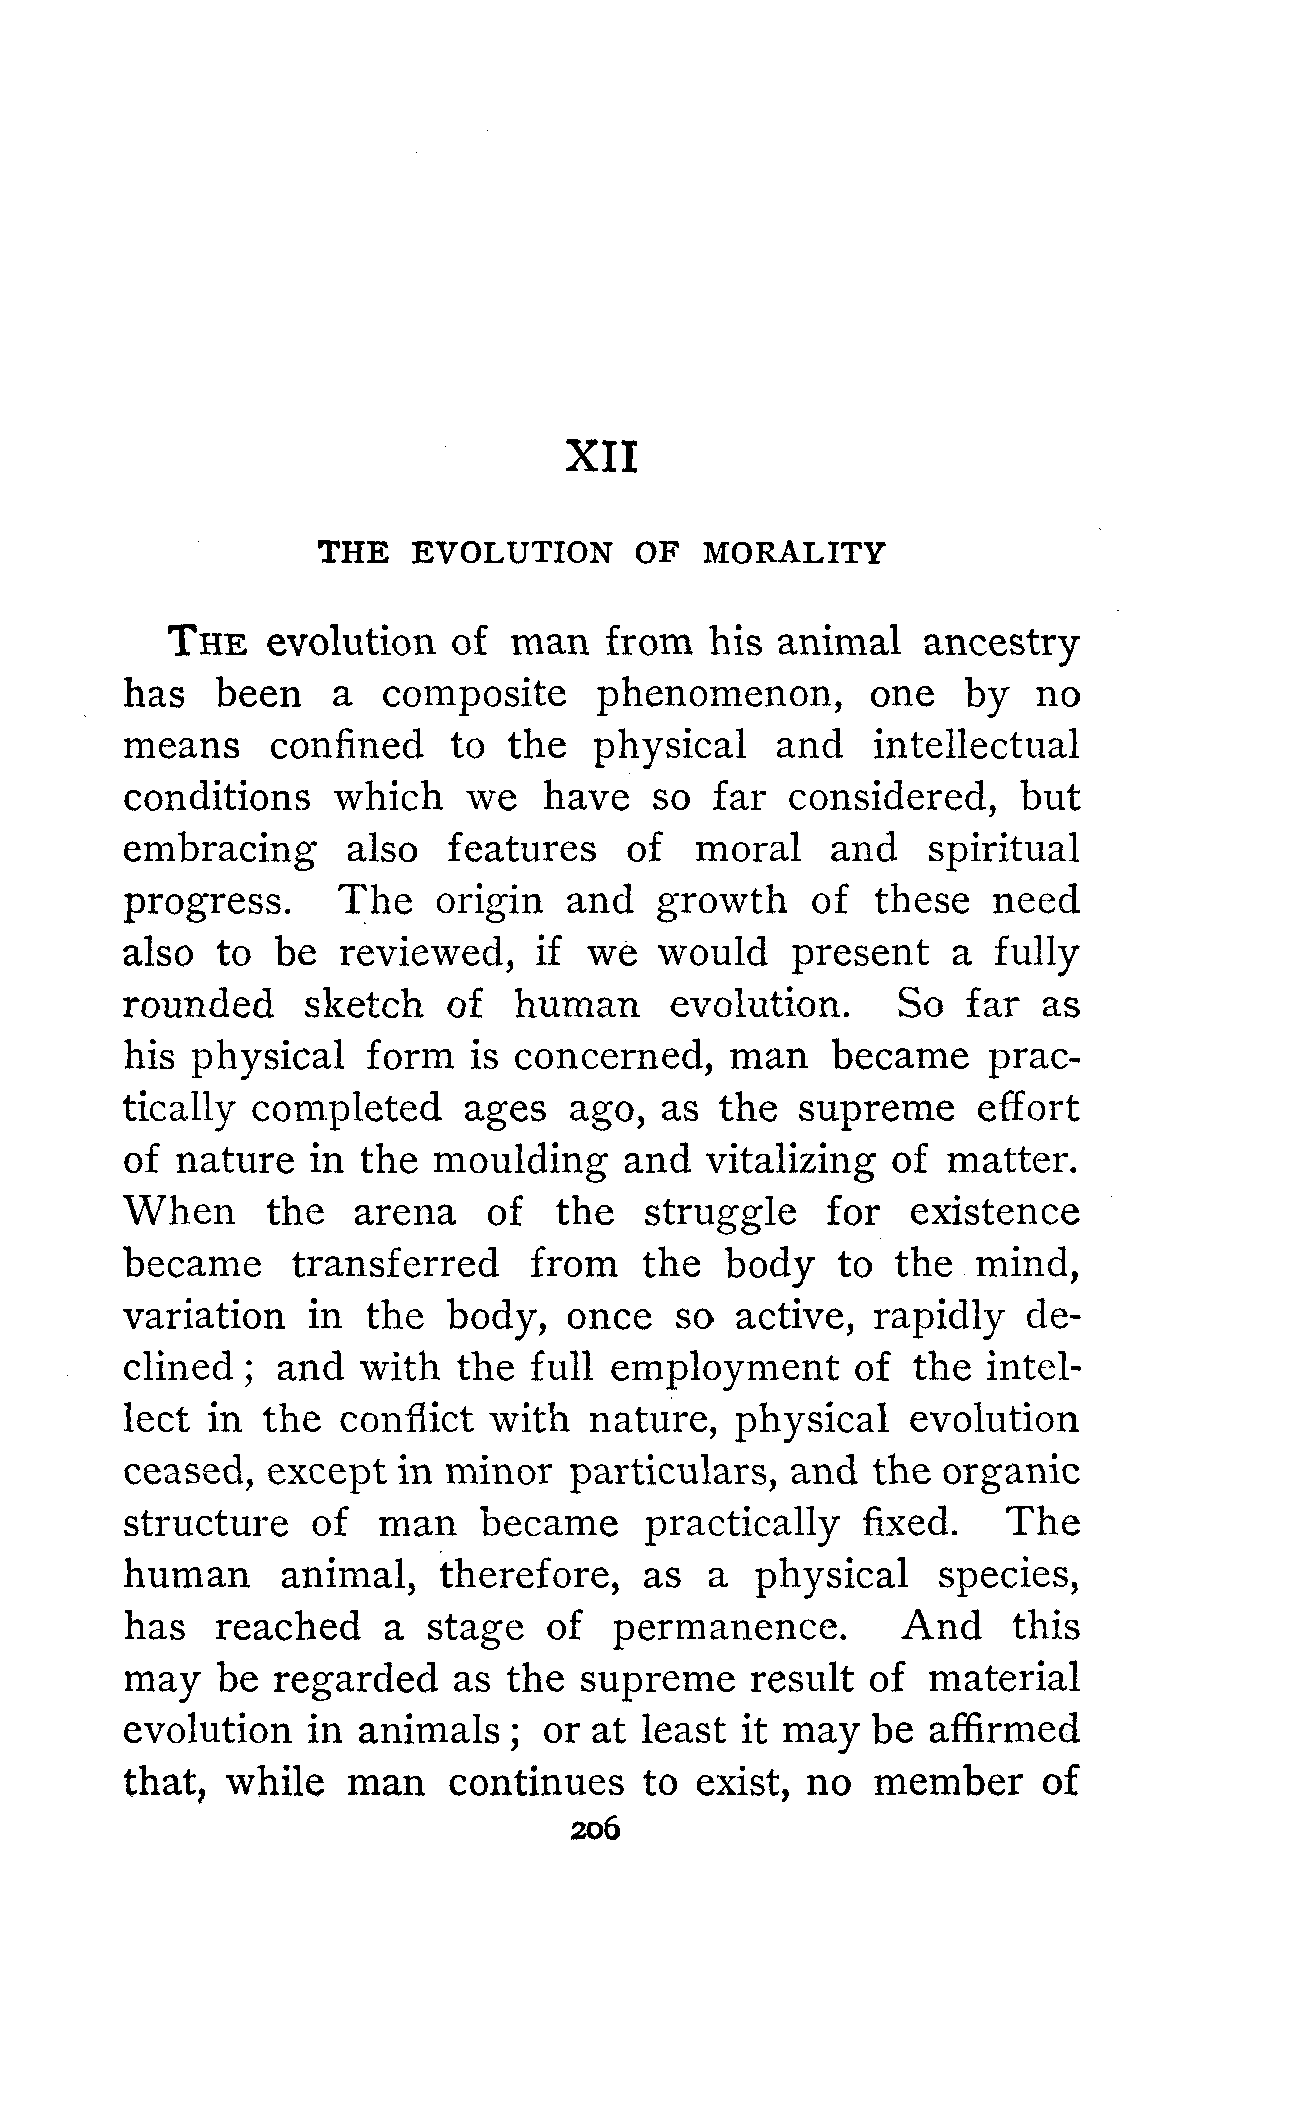 XII
THE EVOLUTION OF MORALITY
THE evolution of man from his animal ancestry
has been a composite phenomenon, one by no
means confined to the physical and intellectual
conditions which we have so far considered, but
embracing also features of moral and spiritual
progress. The origin and growth of these need
also to be reviewed, if we would present a fully
rounded sketch of human evolution. So far as
his physical form is concerned, man became prac-
tically completed ages ago, as the supreme effort
of nature in the moulding and vitalizing of matter.
When the arena of the struggle for existence
became transferred from the body to the mind,
variation in the body, once so active, rapidly de-
clined ; and with the full employment of the intel-
lect in the conflict with nature, physical evolution
ceased, except in minor particulars, and the organic
structure of man became practically fixed. The
human animal, therefore, as a physical species,
has reached a stage of permanence. And this
may be regarded as the supreme result of material
evolution in animals ; or at least it may be affirmed
that, while man continues to exist, no member of
206